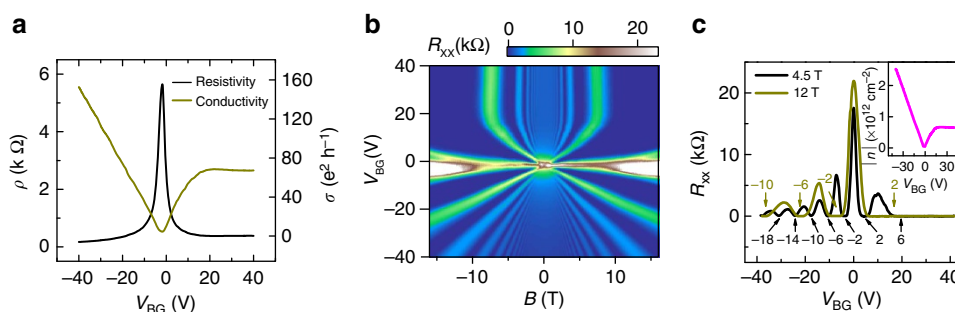 a
6
4
2
0
ρ (k Ω)
Resistivity
Conductivity
160
120
80
40
0
σ (e² h⁻¹)
−40 −20 0 20 40
V_BG (V)
b
R_XX(kΩ)
0 10 20
40
20
0
−20
−40
V_BG(V)
−10 0 10
B (T)
c
30
20
10
0
R_xx (kΩ)
4.5 T
12 T
|n| (×10¹² cm⁻²)
2
1
0
−30 0 30
V_BG (V)
−10 −6 −2 2
−18 −14 −10 −6 −2 2 6
−40 −20 0 20 40
V_BG (V)